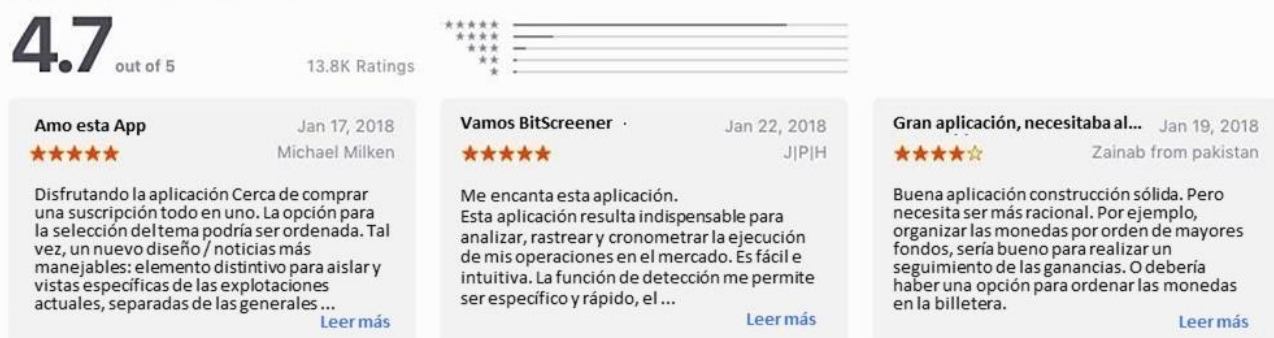 4.7 out of 5
13.8K Ratings
★★★★★
★★★★
★★★
★★
★
Amo esta App
Jan 17, 2018
★★★★★
Michael Milken
Disfrutando la aplicación Cerca de comprar
una suscripción todo en uno. La opción para
la selección del tema podría ser ordenada. Tal
vez, un nuevo diseño / noticias más
manejables: elemento distintivo para aislar y
vistas específicas de las explotaciones
actuales, separadas de las generales ...
Leer más
Vamos BitScreener
Jan 22, 2018
★★★★★
J|P|H
Me encanta esta aplicación.
Esta aplicación resulta indispensable para
analizar, rastrear y cronometrar la ejecución
de mis operaciones en el mercado. Es fácil e
intuitiva. La función de detección me permite
ser específico y rápido, el ...
Leer más
Gran aplicación, necesitaba al...
Jan 19, 2018
★★★★☆
Zainab from pakistan
Buena aplicación construcción sólida. Pero
necesita ser más racional. Por ejemplo,
organizar las monedas por orden de mayores
fondos, sería bueno para realizar un
seguimiento de las ganancias. O debería
haber una opción para ordenar las monedas
en la billetera.
Leer más